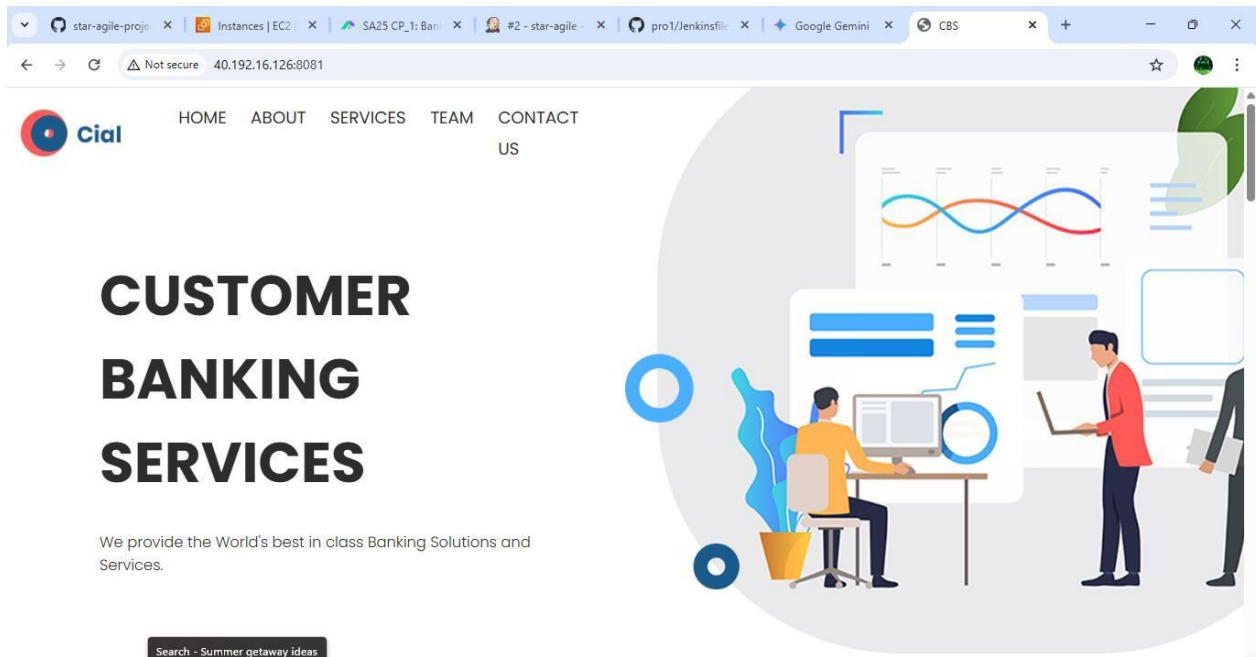 star-agile-proje
Instances | EC2
SA25 CP_1: Ban
#2 - star-agile -
pro1/Jenkinsfile
Google Gemini
CBS
Not secure 40.192.16.126:8081
Cial
HOME ABOUT SERVICES TEAM CONTACT
US
CUSTOMER
BANKING
SERVICES
We provide the World's best in class Banking Solutions and
Services.
Search - Summer getaway ideas